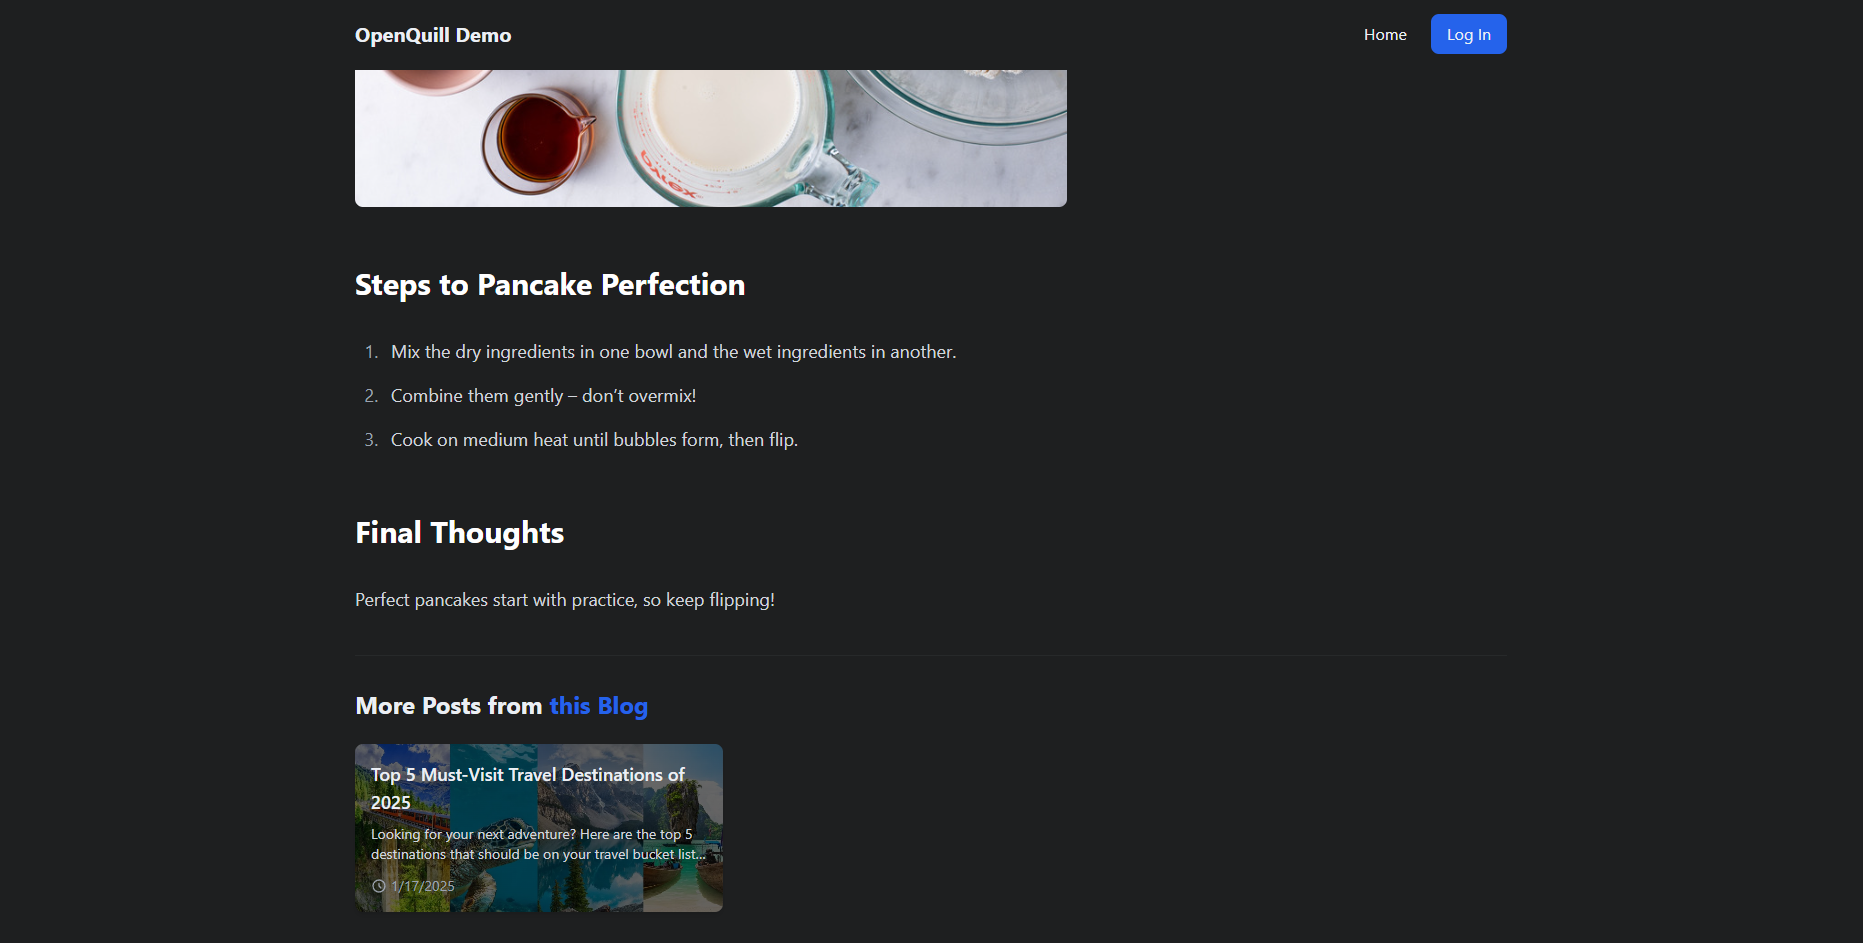 OpenQuill Demo
Home
Log In
PYREX
Steps to Pancake Perfection
1. Mix the dry ingredients in one bowl and the wet ingredients in another.
2. Combine them gently – don’t overmix!
3. Cook on medium heat until bubbles form, then flip.
Final Thoughts
Perfect pancakes start with practice, so keep flipping!
More Posts from this Blog
Top 5 Must-Visit Travel Destinations of
2025
Looking for your next adventure? Here are the top 5
destinations that should be on your travel bucket list...
1/17/2025